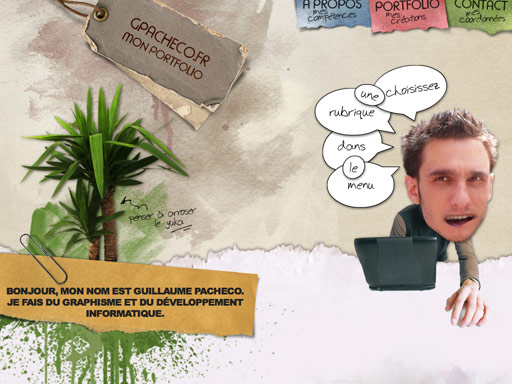 GPACHECO.FR
MON PORTFOLIO
A PROPOS
mes
compétences
PORTFOLIO
mes
créations
CONTACT
mes
coordonnées
une choisissez
rubrique
dans
le
menu
penser à arroser
le yuka
BONJOUR, MON NOM EST GUILLAUME PACHECO.
JE FAIS DU GRAPHISME ET DU DÉVELOPPEMENT
INFORMATIQUE.